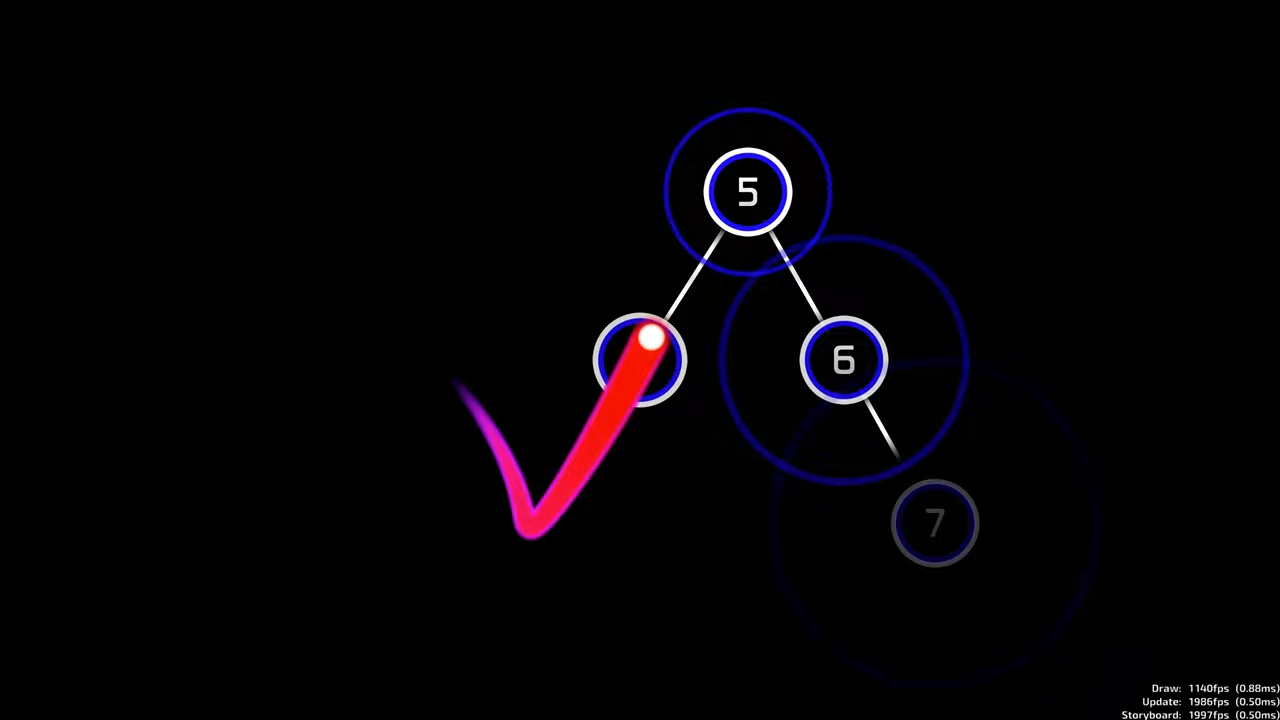 5
6
7
Draw: 1140fps (0.88ms)
Update: 1986fps (0.50ms)
Storyboard: 1997fps (0.50ms)